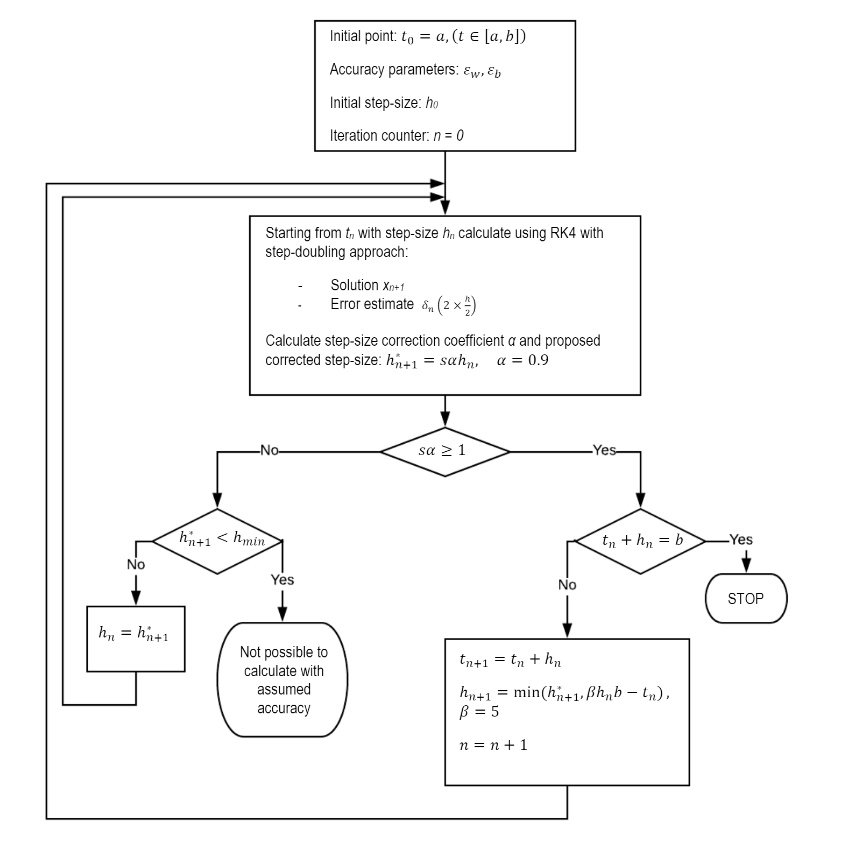 Initial point: t₀ = a, (t ∈ [a, b])
Accuracy parameters: ε_w, ε_b
Initial step-size: h₀
Iteration counter: n = 0
Starting from tₙ with step-size hₙ calculate using RK4 with
step-doubling approach:
- Solution xₙ₊₁
- Error estimate δₙ (2 × h/2)
Calculate step-size correction coefficient α and proposed
corrected step-size: h*ₙ₊₁ = sαhₙ, α = 0.9
sα ≥ 1
No
Yes
h*ₙ₊₁ < h_min
No
Yes
hₙ = h*ₙ₊₁
Not possible to
calculate with
assumed
accuracy
tₙ + hₙ = b
Yes
No
STOP
tₙ₊₁ = tₙ + hₙ
hₙ₊₁ = min(h*ₙ₊₁, βhₙb − tₙ),
β = 5
n = n + 1